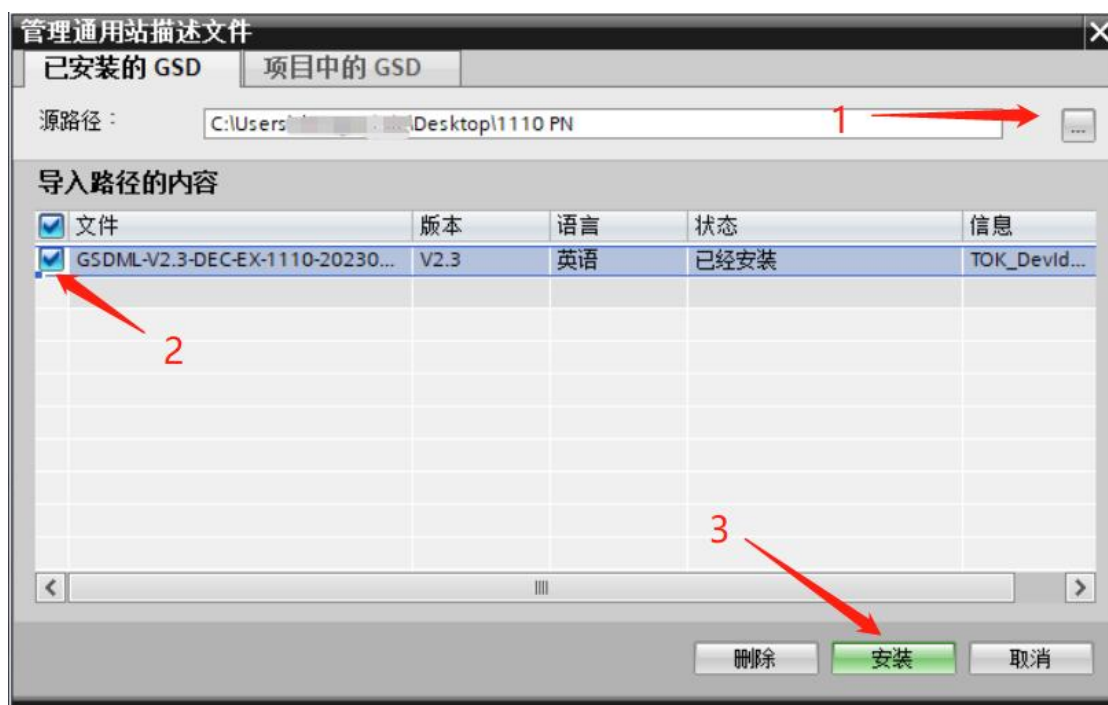 管理通用站描述文件
已安装的 GSD 项目中的 GSD
源路径： C:\Users \Desktop\1110 PN 1 ...
导入路径的内容
文件 版本 语言 状态 信息
GSDML-V2.3-DEC-EX-1110-20230... V2.3 英语 已经安装 TOK_DevId...
2
3
删除 安装 取消